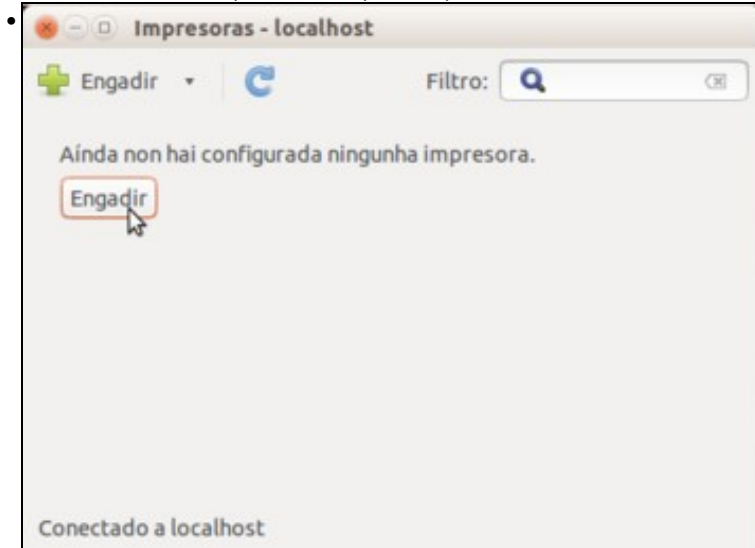 Impresoras - localhost
Engadir Filtro:
Aínda non hai configurada ningunha impresora.
Engadir
Conectado a localhost